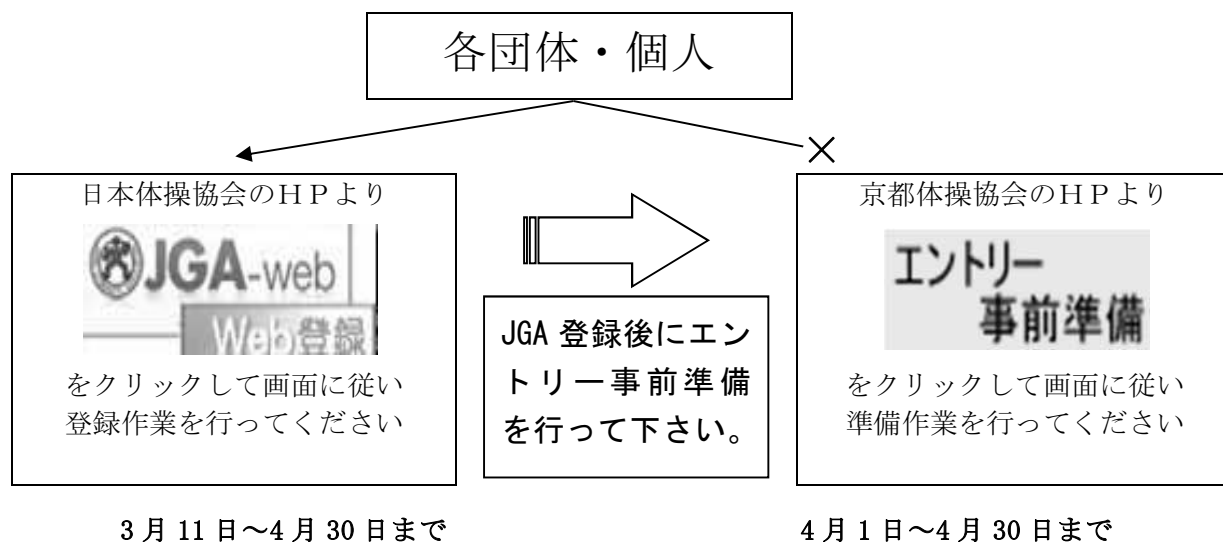 各団体・個人
×
日本体操協会のHPより
JGA-web
Web登録
をクリックして画面に従い
登録作業を行ってください
JGA 登録後にエン
トリー事前準備
を行って下さい。
京都体操協会のHPより
エントリー
事前準備
をクリックして画面に従い
準備作業を行ってください
3月11日～4月30日まで
4月1日～4月30日まで